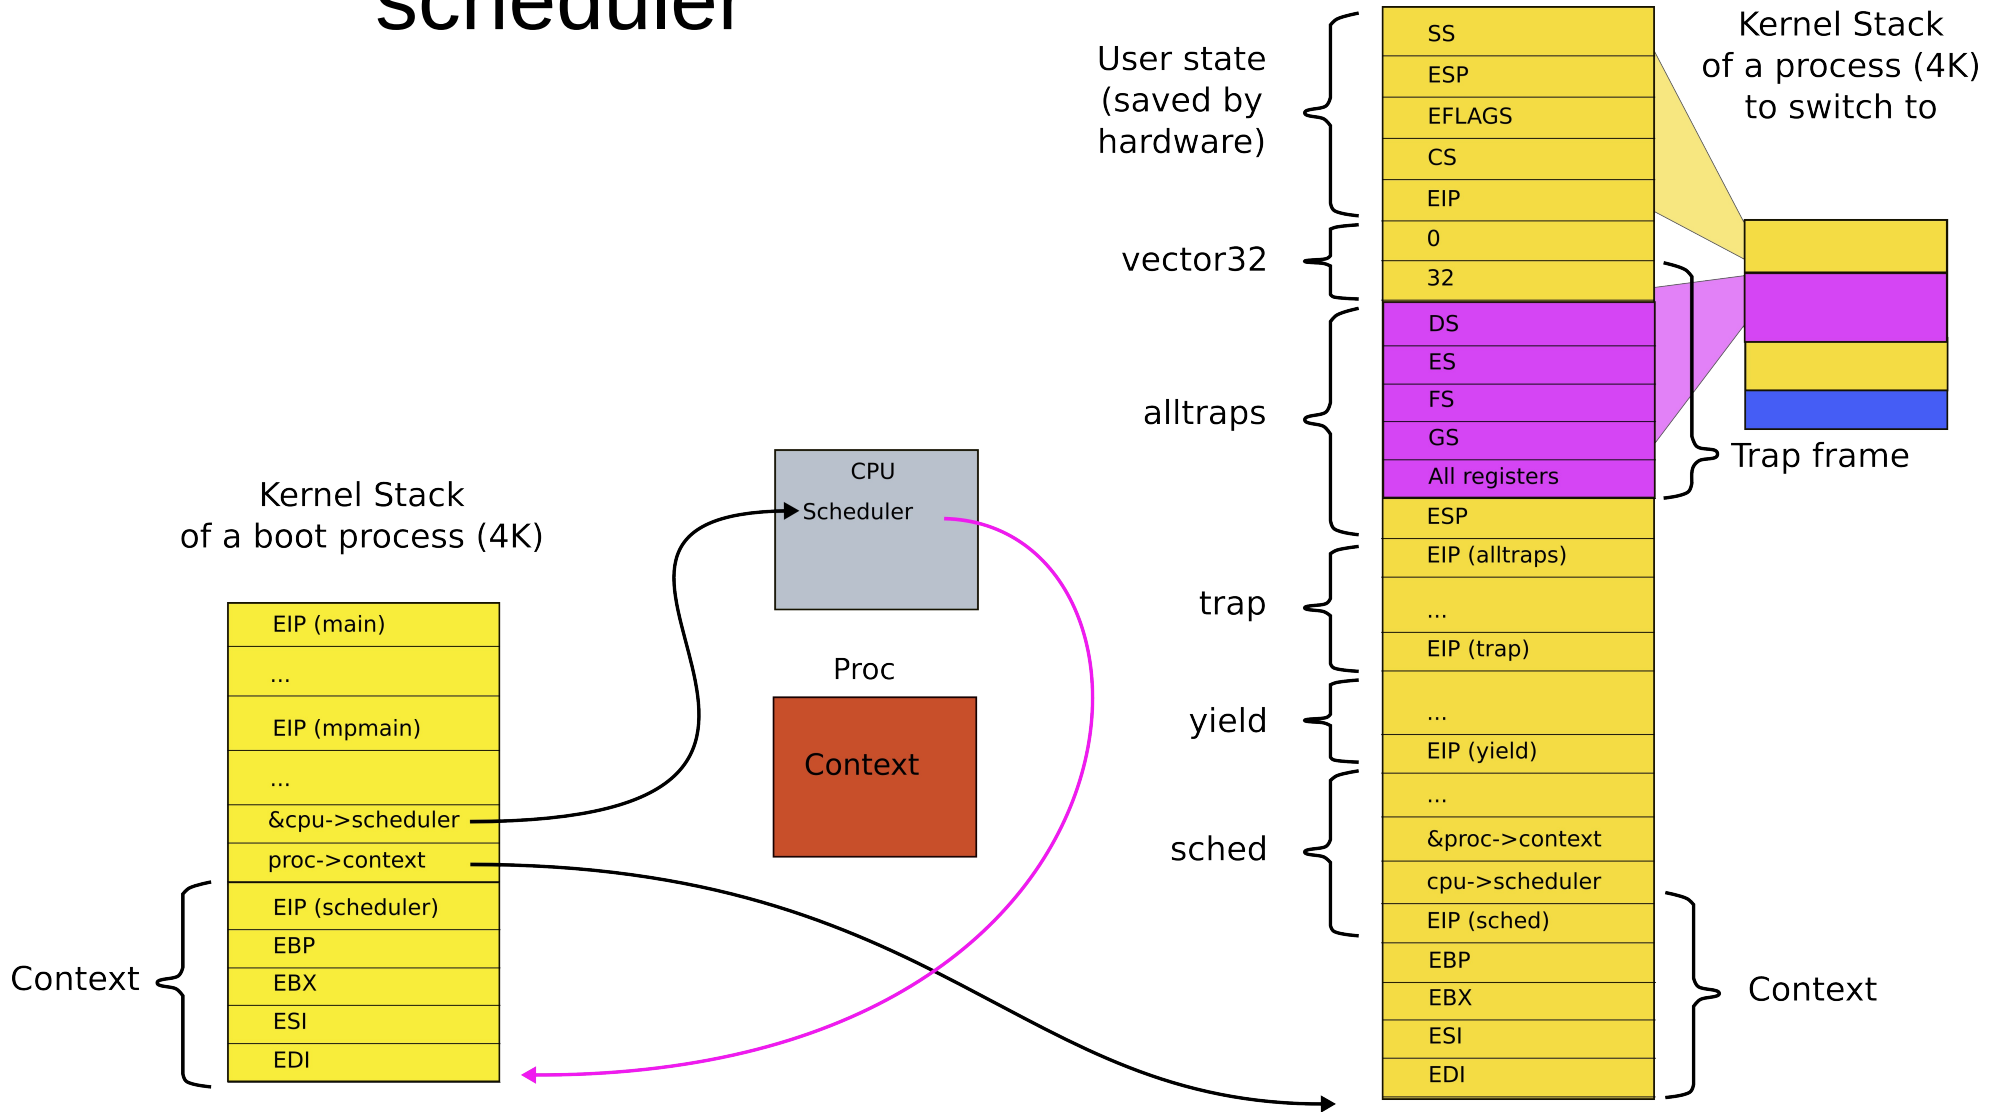 scheduler
User state
(saved by
hardware)
vector32
alltraps
trap
yield
sched
SS
ESP
EFLAGS
CS
EIP
0
32
DS
ES
FS
GS
All registers
ESP
EIP (alltraps)
...
EIP (trap)
...
EIP (yield)
...
&proc->context
cpu->scheduler
EIP (sched)
EBP
EBX
ESI
EDI
Kernel Stack
of a process (4K)
to switch to
Trap frame
Context
Kernel Stack
of a boot process (4K)
EIP (main)
...
EIP (mpmain)
...
&cpu->scheduler
proc->context
EIP (scheduler)
EBP
EBX
ESI
EDI
Context
CPU
Scheduler
Proc
Context